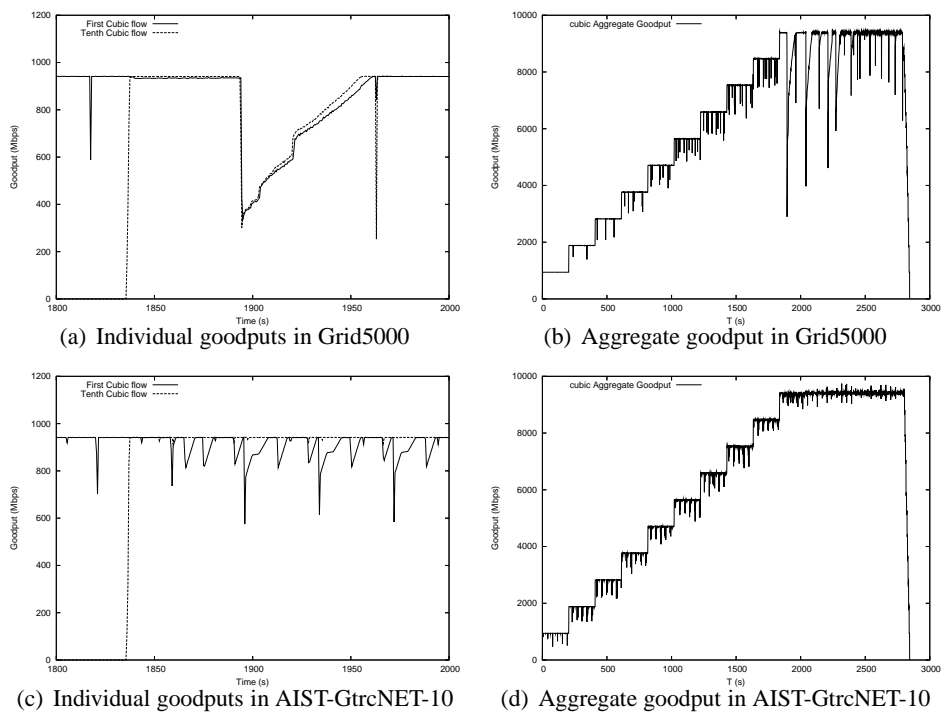 First Cubic flow
Tenth Cubic flow
Goodput (Mbps)
1200
1000
800
600
400
200
0
1800
1850
1900
1950
2000
Time (s)
(a) Individual goodputs in Grid5000
cubic Aggregate Goodput
Goodput (Mbps)
10000
8000
6000
4000
2000
0
0
500
1000
1500
2000
2500
3000
T (s)
(b) Aggregate goodput in Grid5000
First Cubic flow
Tenth Cubic flow
Goodput (Mbps)
1200
1000
800
600
400
200
0
1800
1850
1900
1950
2000
Time (s)
(c) Individual goodputs in AIST-GtrcNET-10
cubic Aggregate Goodput
Goodput (Mbps)
10000
8000
6000
4000
2000
0
0
500
1000
1500
2000
2500
3000
T (s)
(d) Aggregate goodput in AIST-GtrcNET-10